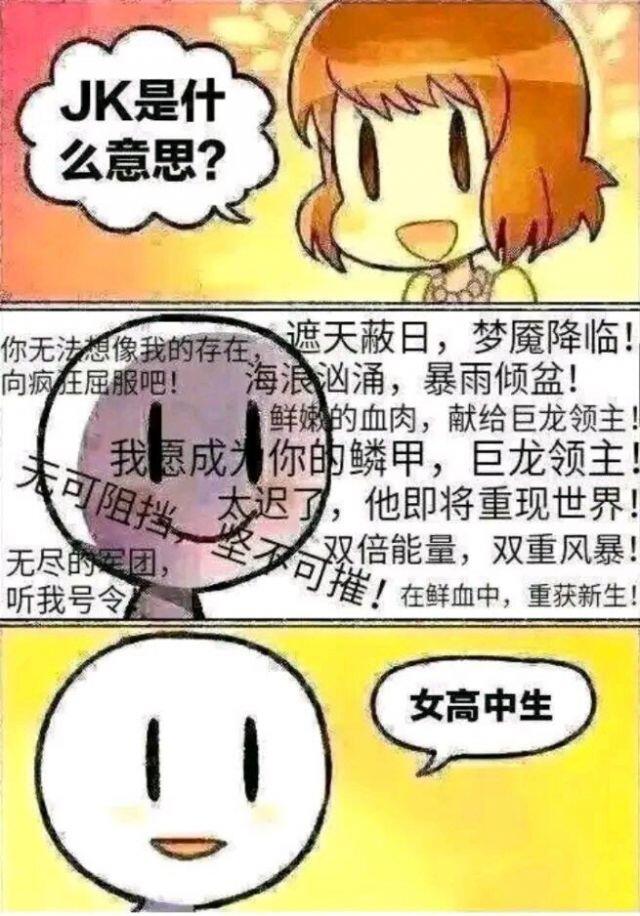 JK是什
么意思?
你无法想像我的存在,
向疯狂屈服吧!
遮天蔽日，梦魇降临!
海浪汹涌，暴雨倾盆!
鲜嫩的血肉，献给巨龙领主!
我愿成为你的鳞甲，巨龙领主!
无可阻挡，坚不可摧!
太迟了，他即将重现世界!
双倍能量，双重风暴!
无尽的军团，
听我号令
在鲜血中，重获新生!
女高中生